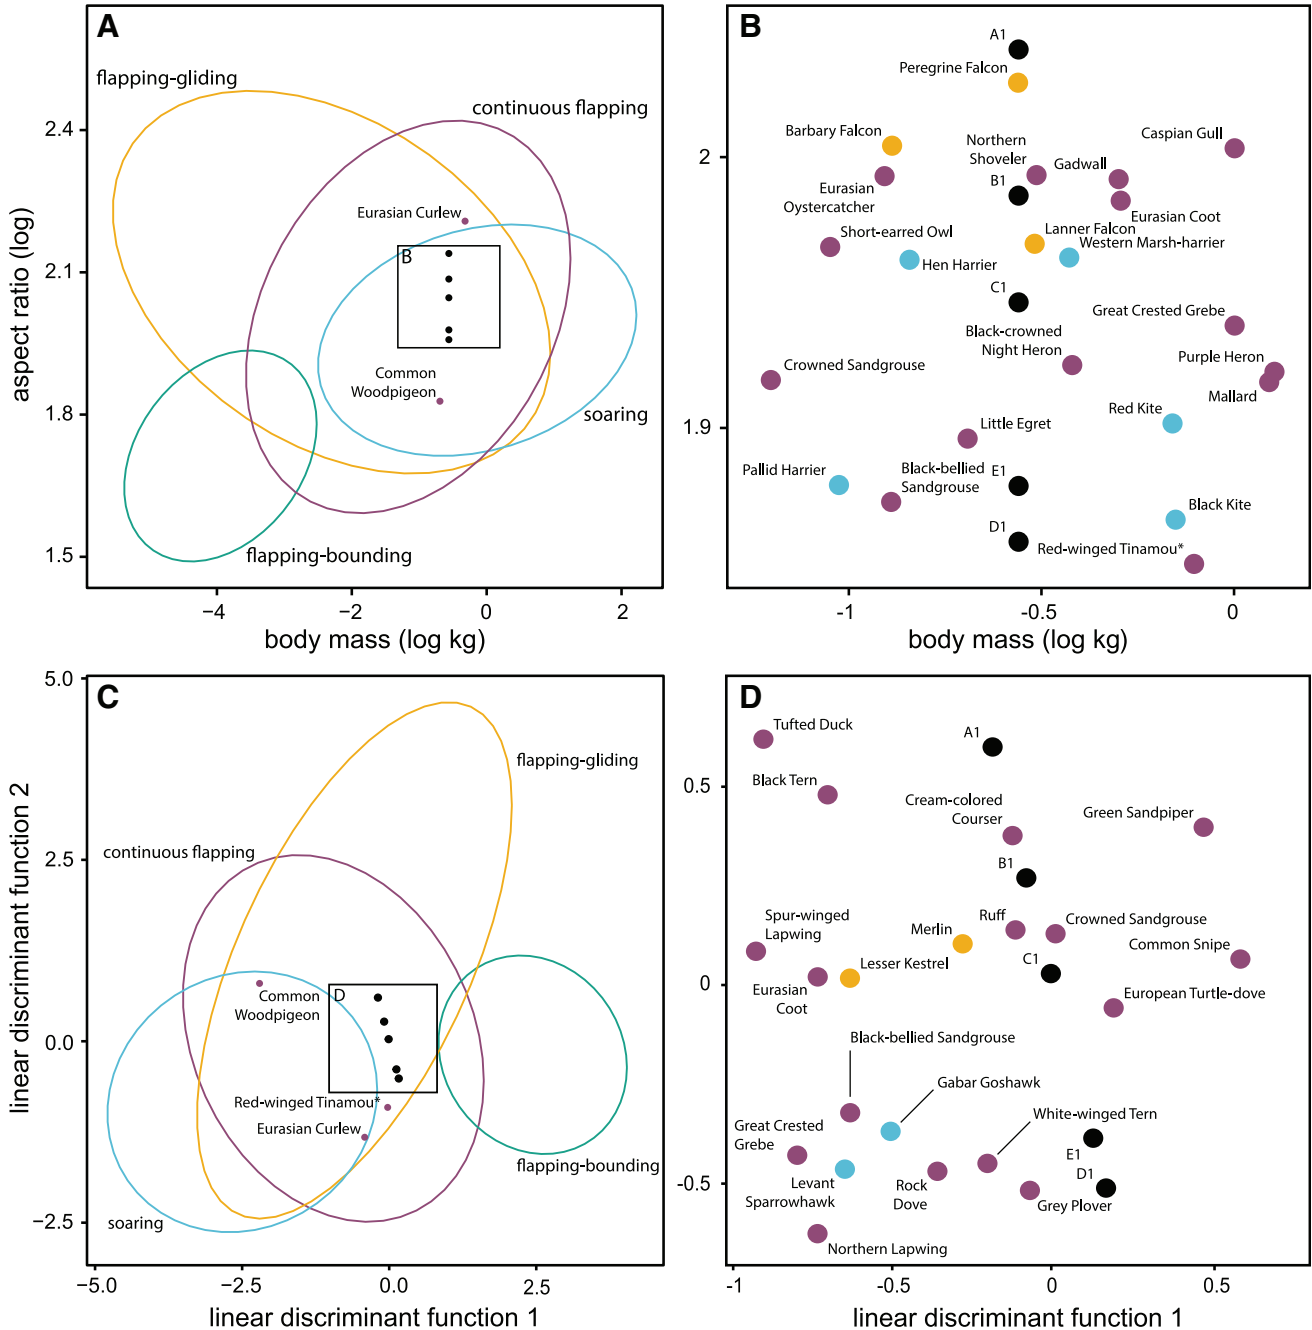 A
flapping-gliding
continuous flapping
Eurasian Curlew
B
Common
Woodpigeon
soaring
flapping-bounding
2.4
2.1
1.8
1.5
aspect ratio (log)
−4
−2
0
2
body mass (log kg)
B
A1
Peregrine Falcon
Barbary Falcon
Northern
Shoveler
Gadwall
Caspian Gull
B1
Eurasian
Oystercatcher
Eurasian Coot
Short-earred Owl
Lanner Falcon
Western Marsh-harrier
Hen Harrier
C1
Great Crested Grebe
Black-crowned
Night Heron
Purple Heron
Crowned Sandgrouse
Mallard
Red Kite
Little Egret
Pallid Harrier
Black-bellied
Sandgrouse
E1
Black Kite
D1
Red-winged Tinamou*
2
1.9
-1
-0.5
0
body mass (log kg)
C
flapping-gliding
continuous flapping
D
Common
Woodpigeon
Red-winged Tinamou*
Eurasian Curlew
flapping-bounding
soaring
5.0
2.5
0.0
−2.5
linear discriminant function 2
−5.0
−2.5
0.0
2.5
linear discriminant function 1
D
Tufted Duck
A1
Black Tern
Cream-colored
Courser
Green Sandpiper
B1
Spur-winged
Lapwing
Ruff
Crowned Sandgrouse
Merlin
Common Snipe
Lesser Kestrel
C1
Eurasian
Coot
European Turtle-dove
Black-bellied Sandgrouse
Gabar Goshawk
White-winged Tern
Great Crested
Grebe
E1
Levant
Sparrowhawk
Rock
Dove
D1
Grey Plover
Northern Lapwing
0.5
0
-0.5
-1
-0.5
0
0.5
linear discriminant function 1